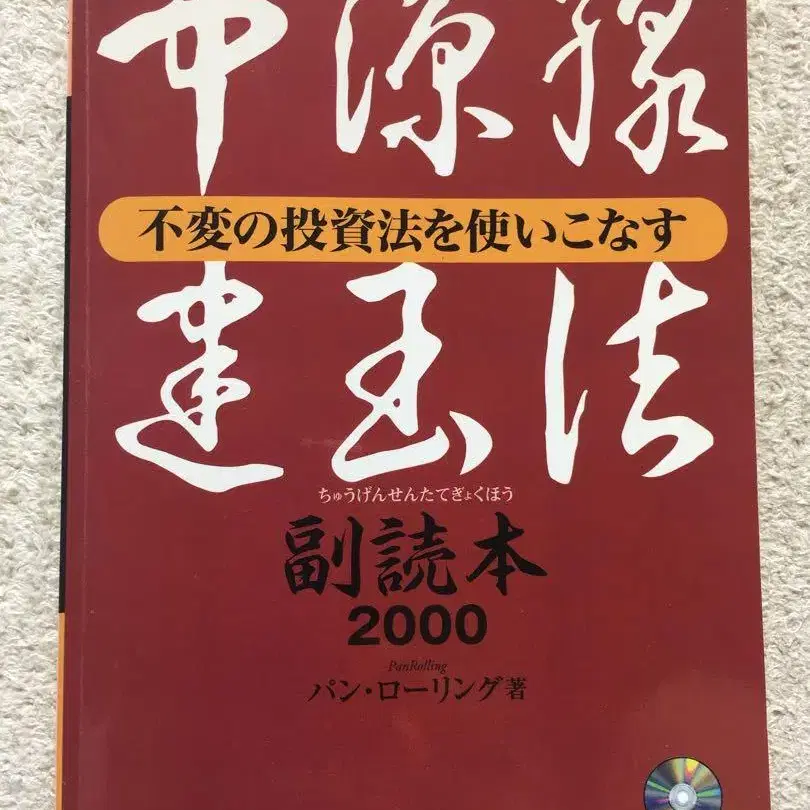 中源線
不変の投資法を使いこなす
建玉法
ちゅうげんせんたてぎょくほう
副読本
2000
PanRolling
パン・ローリング著